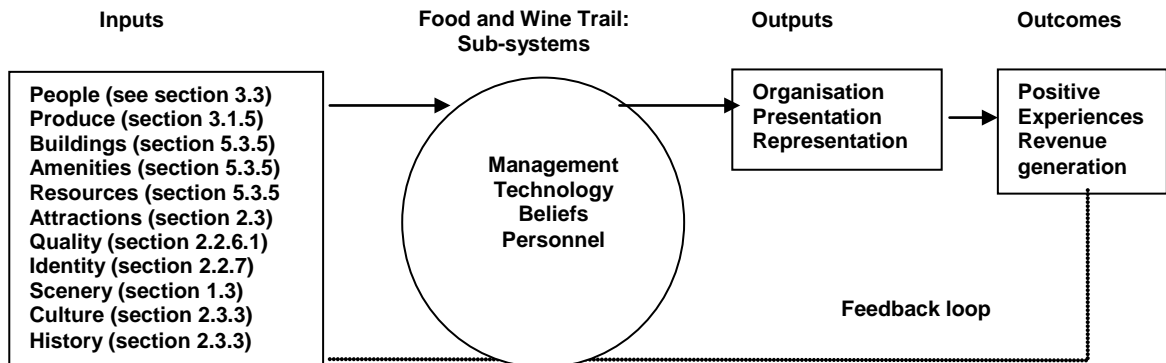 Inputs
Food and Wine Trail:
Sub-systems
Outputs
Outcomes
People (see section 3.3)
Produce (section 3.1.5)
Buildings (section 5.3.5)
Amenities (section 5.3.5)
Resources (section 5.3.5
Attractions (section 2.3)
Quality (section 2.2.6.1)
Identity (section 2.2.7)
Scenery (section 1.3)
Culture (section 2.3.3)
History (section 2.3.3)
Management
Technology
Beliefs
Personnel
Organisation
Presentation
Representation
Positive
Experiences
Revenue
generation
Feedback loop